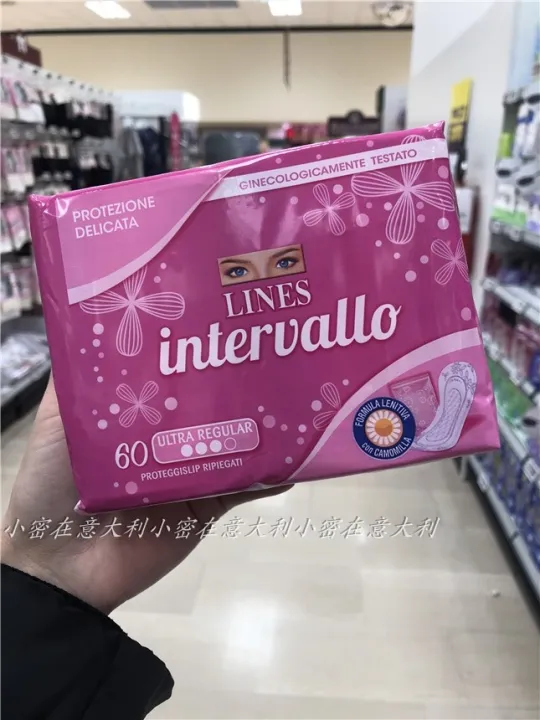 PROTEZIONE
DELICATA
GINECOLOGICAMENTE TESTATO
LINES
intervallo
60 ULTRA REGULAR
PROTEGGISLIP RIPIEGATI
FORMULA LENITIVA
con CAMOMILLA
小密在意大利小密在意大利小密在意大利